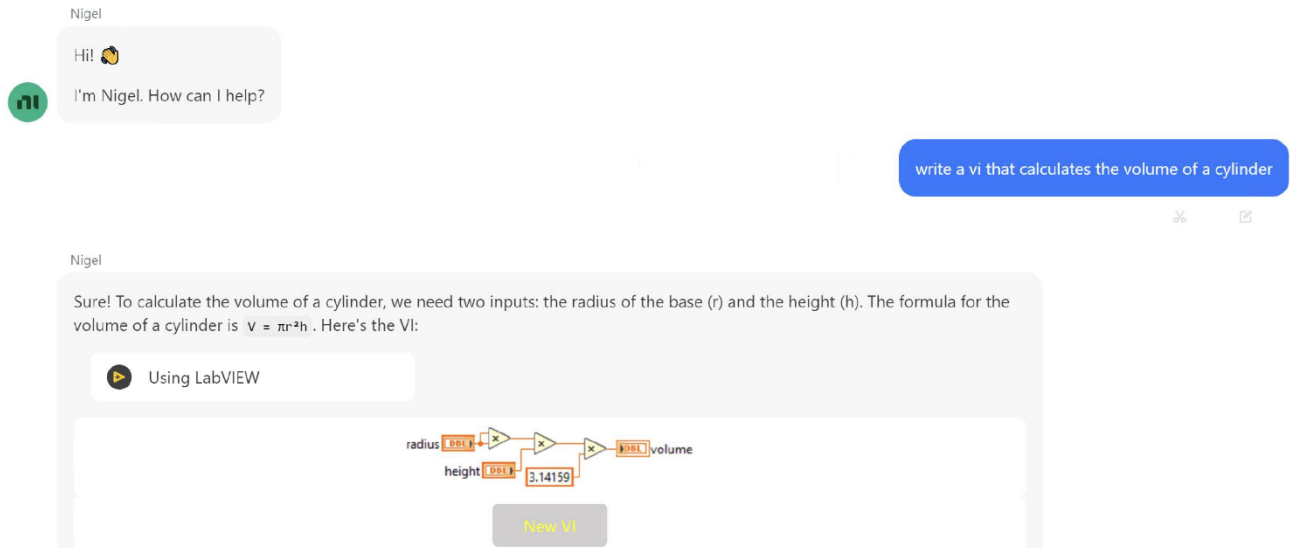 Nigel
Hi! 👋
I'm Nigel. How can I help?
write a vi that calculates the volume of a cylinder
Nigel
Sure! To calculate the volume of a cylinder, we need two inputs: the radius of the base (r) and the height (h). The formula for the
volume of a cylinder is V = πr²h. Here's the VI:
Using LabVIEW
radius DBL volume
height DBL
3.14159
DBL
New VI